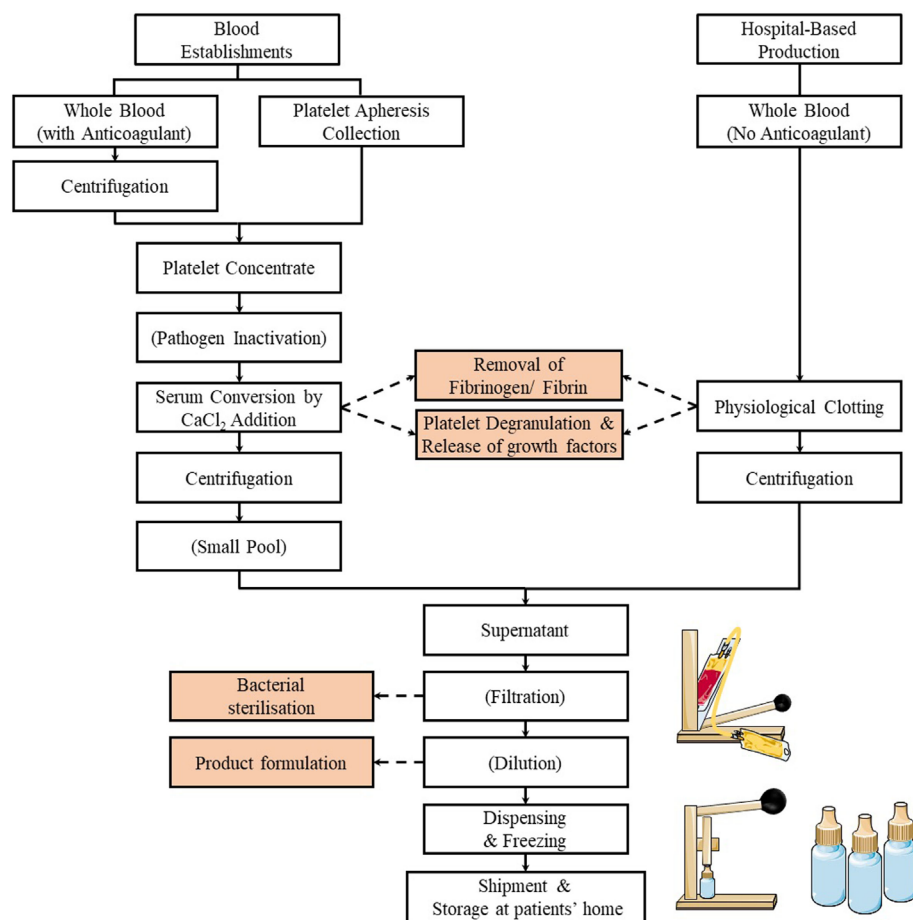 Blood
Establishments
Hospital-Based
Production
Whole Blood
(with Anticoagulant)
Platelet Apheresis
Collection
Whole Blood
(No Anticoagulant)
Centrifugation
Platelet Concentrate
(Pathogen Inactivation)
Removal of
Fibrinogen/ Fibrin
Serum Conversion by
CaCl₂ Addition
Platelet Degranulation &
Release of growth factors
Physiological Clotting
Centrifugation
Centrifugation
(Small Pool)
Supernatant
Bacterial
sterilisation
(Filtration)
Product formulation
(Dilution)
Dispensing
& Freezing
Shipment &
Storage at patients' home